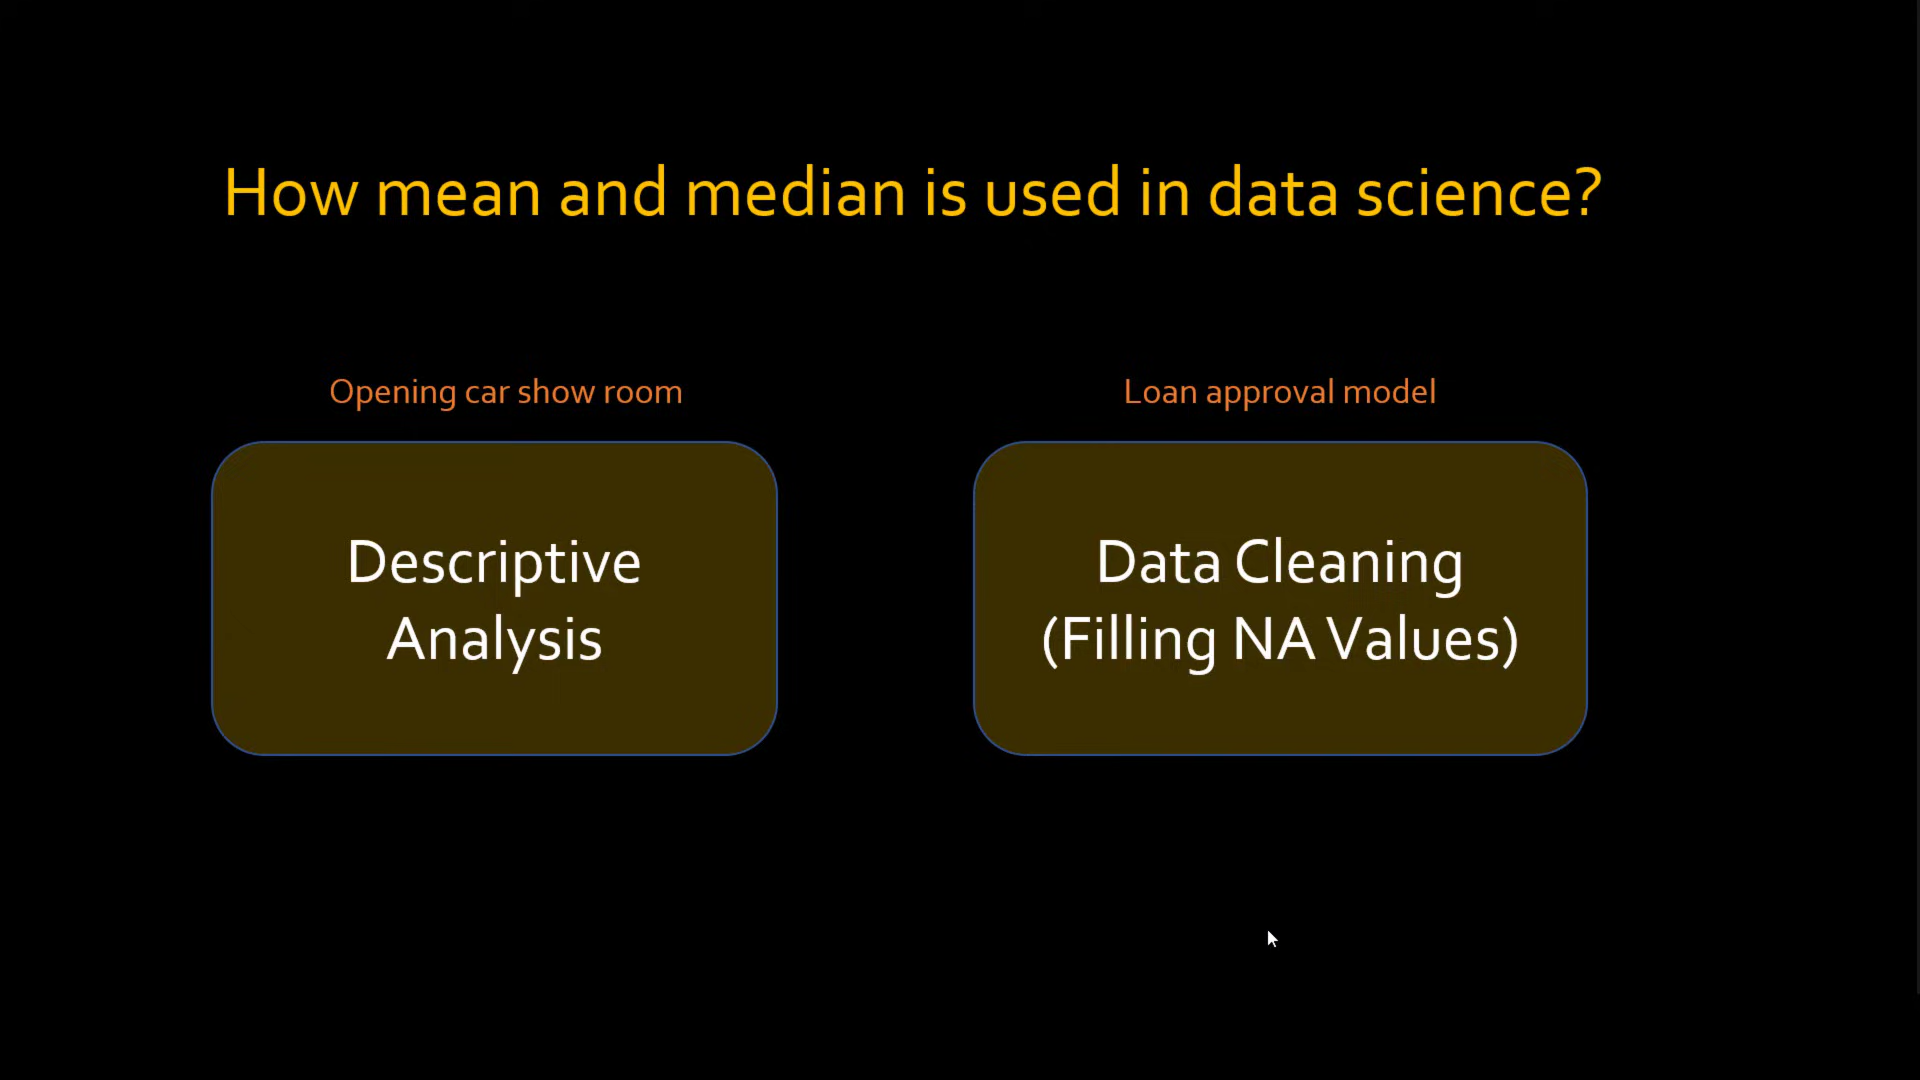 How mean and median is used in data science?
Opening car show room
Loan approval model
Descriptive
Analysis
Data Cleaning
(Filling NA Values)